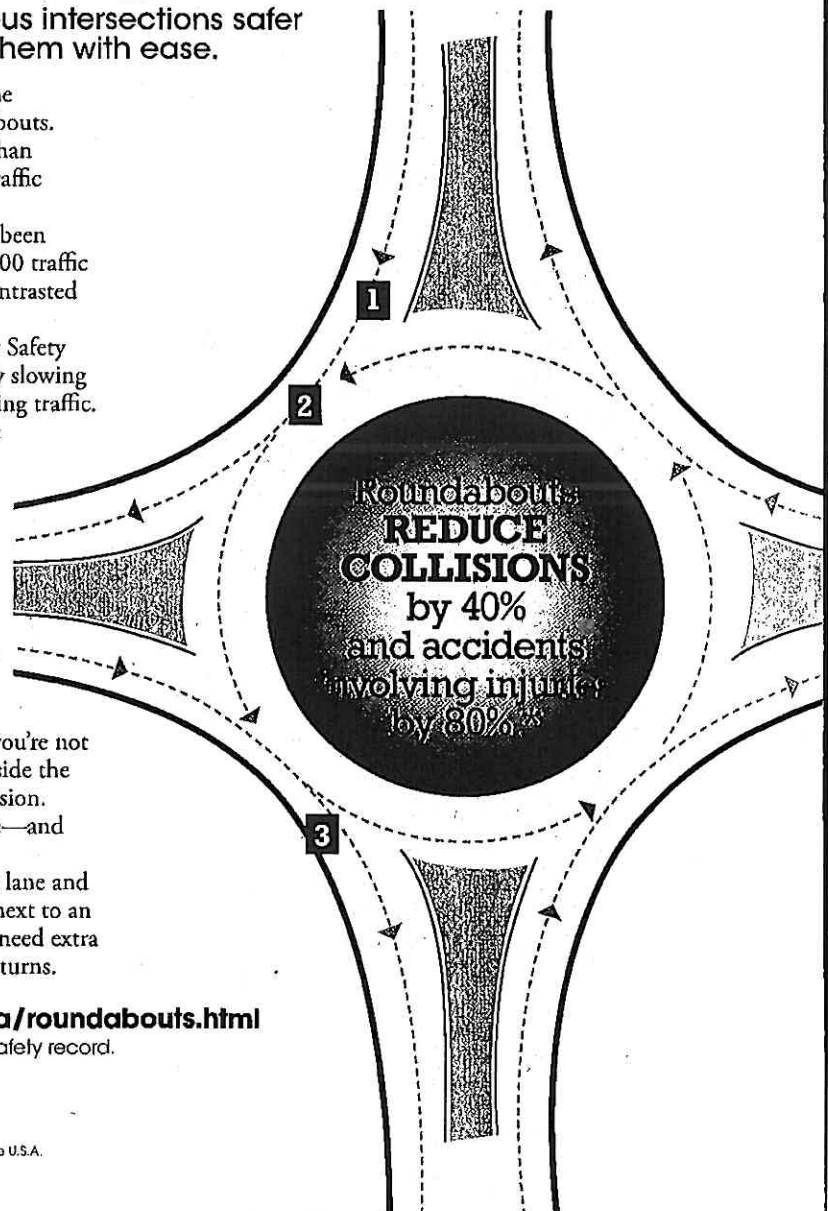 us intersections safer
hem with ease.
e
bouts.
han
affic
been
00 traffic
ntrasted
Safety
y slowing
ing traffic.
you're not
side the
sion.
—and
lane and
next to an
need extra
turns.
a/roundabouts.html
afety record.
U.S.A.
1
2
3
Roundabouts
REDUCE
COLLISIONS
by 40%
and accidents
involving injuries
by 80%.*